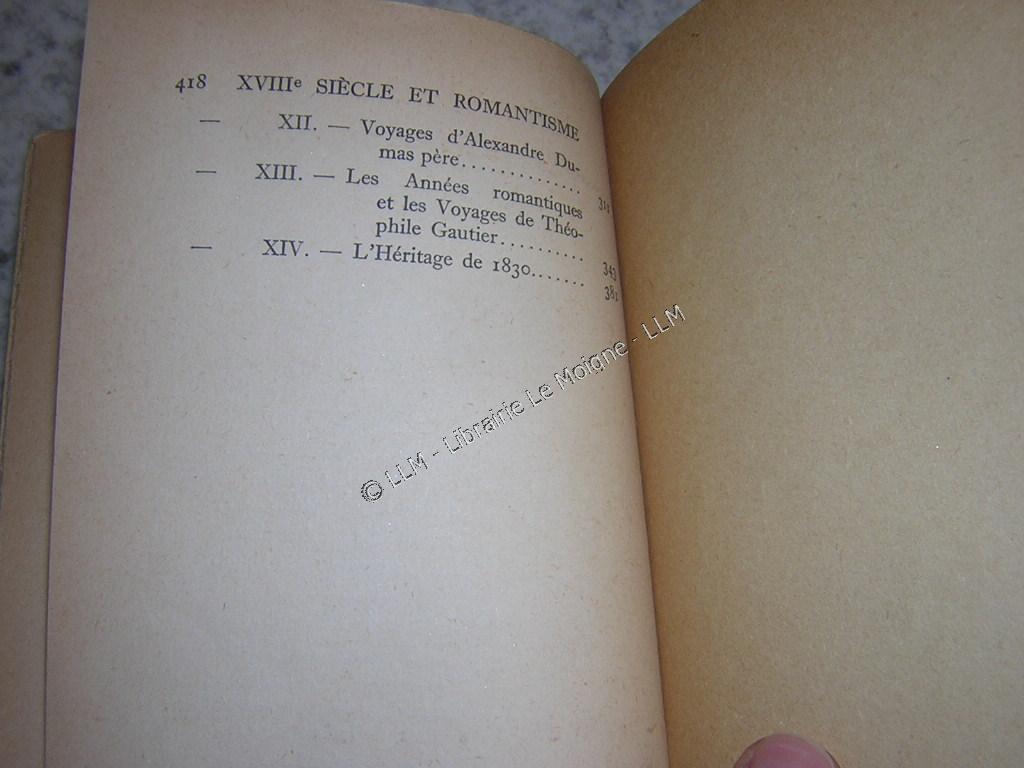 418 XVIIIe SIÈCLE ET ROMANTISME
— XII. — Voyages d'Alexandre Du-
mas père..............
— XIII. — Les Années romantiques
et les Voyages de Théo-
phile Gautier.......... 343
— XIV. — L'Héritage de 1830.......
© LLM - Librairie Le Moigne - LLM